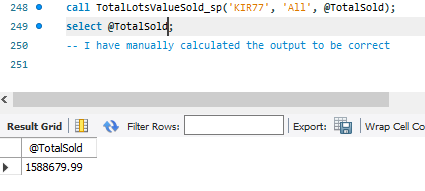 248 call TotalLotsValueSold_sp('KIR77', 'All', @TotalSold);
249 select @TotalSold;
250 -- I have manually calculated the output to be correct
251
Result Grid Filter Rows: Export: Wrap Cell Co
@TotalSold
1588679.99